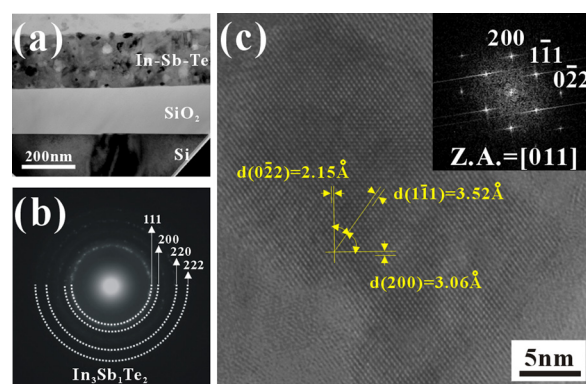 (a)
In-Sb-Te
SiO₂
200nm
Si
(b)
111
200
220
222
In₃Sb₁Te₂
(c)
200
11̄1
02̄2
Z.A.=[011]
d(02̄2)=2.15Å
d(11̄1)=3.52Å
d(200)=3.06Å
5nm